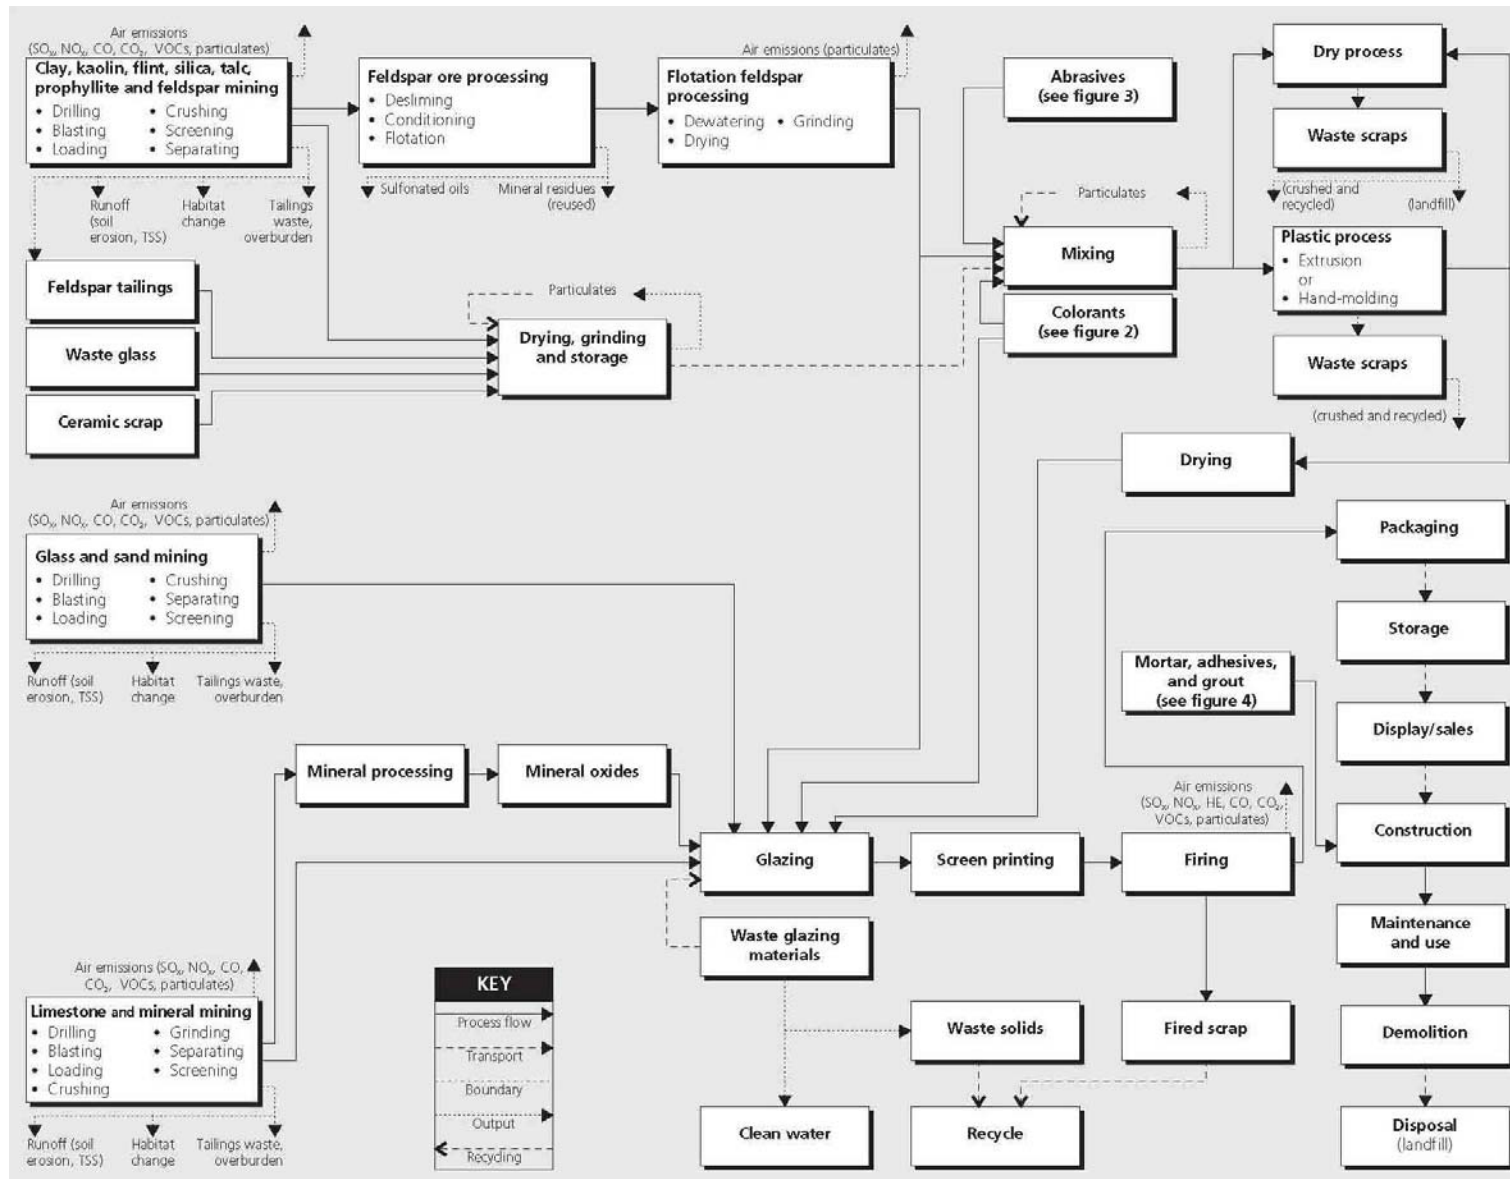 Air emissions
(SOx, NOx, CO, CO2, VOCs, particulates)
Clay, kaolin, flint, silica, talc,
prophyllite and feldspar mining
• Drilling
• Blasting
• Loading
• Crushing
• Screening
• Separating
Runoff
(soil
erosion, TSS)
Habitat
change
Tailings
waste,
overburden
Feldspar ore processing
• Desliming
• Conditioning
• Flotation
Sulfonated oils
Mineral residues
(reused)
Air emissions (particulates)
Flotation feldspar
processing
• Dewatering • Grinding
• Drying
Abrasives
(see figure 3)
Particulates
Mixing
Colorants
(see figure 2)
Dry process
Waste scraps
(crushed and
recycled)
(landfill)
Plastic process
• Extrusion
or
• Hand-molding
Waste scraps
(crushed and recycled)
Feldspar tailings
Waste glass
Ceramic scrap
Particulates
Drying, grinding
and storage
Drying
Air emissions
(SOx, NOx, CO, CO2, VOCs, particulates)
Glass and sand mining
• Drilling
• Blasting
• Loading
• Crushing
• Separating
• Screening
Runoff (soil
erosion, TSS)
Habitat
change
Tailings waste,
overburden
Packaging
Storage
Display/sales
Mortar, adhesives,
and grout
(see figure 4)
Construction
Maintenance
and use
Demolition
Disposal
(landfill)
Mineral processing
Mineral oxides
Glazing
Screen printing
Air emissions
(SOx, NOx, HE, CO, CO2,
VOCs, particulates)
Firing
Waste glazing
materials
Waste solids
Fired scrap
Clean water
Recycle
Air emissions (SOx, NOx, CO,
CO2, VOCs, particulates)
Limestone and mineral mining
• Drilling
• Blasting
• Loading
• Crushing
• Grinding
• Separating
• Screening
Runoff (soil
erosion, TSS)
Habitat
change
Tailings waste,
overburden
KEY
Process flow
Transport
Boundary
Output
Recycling